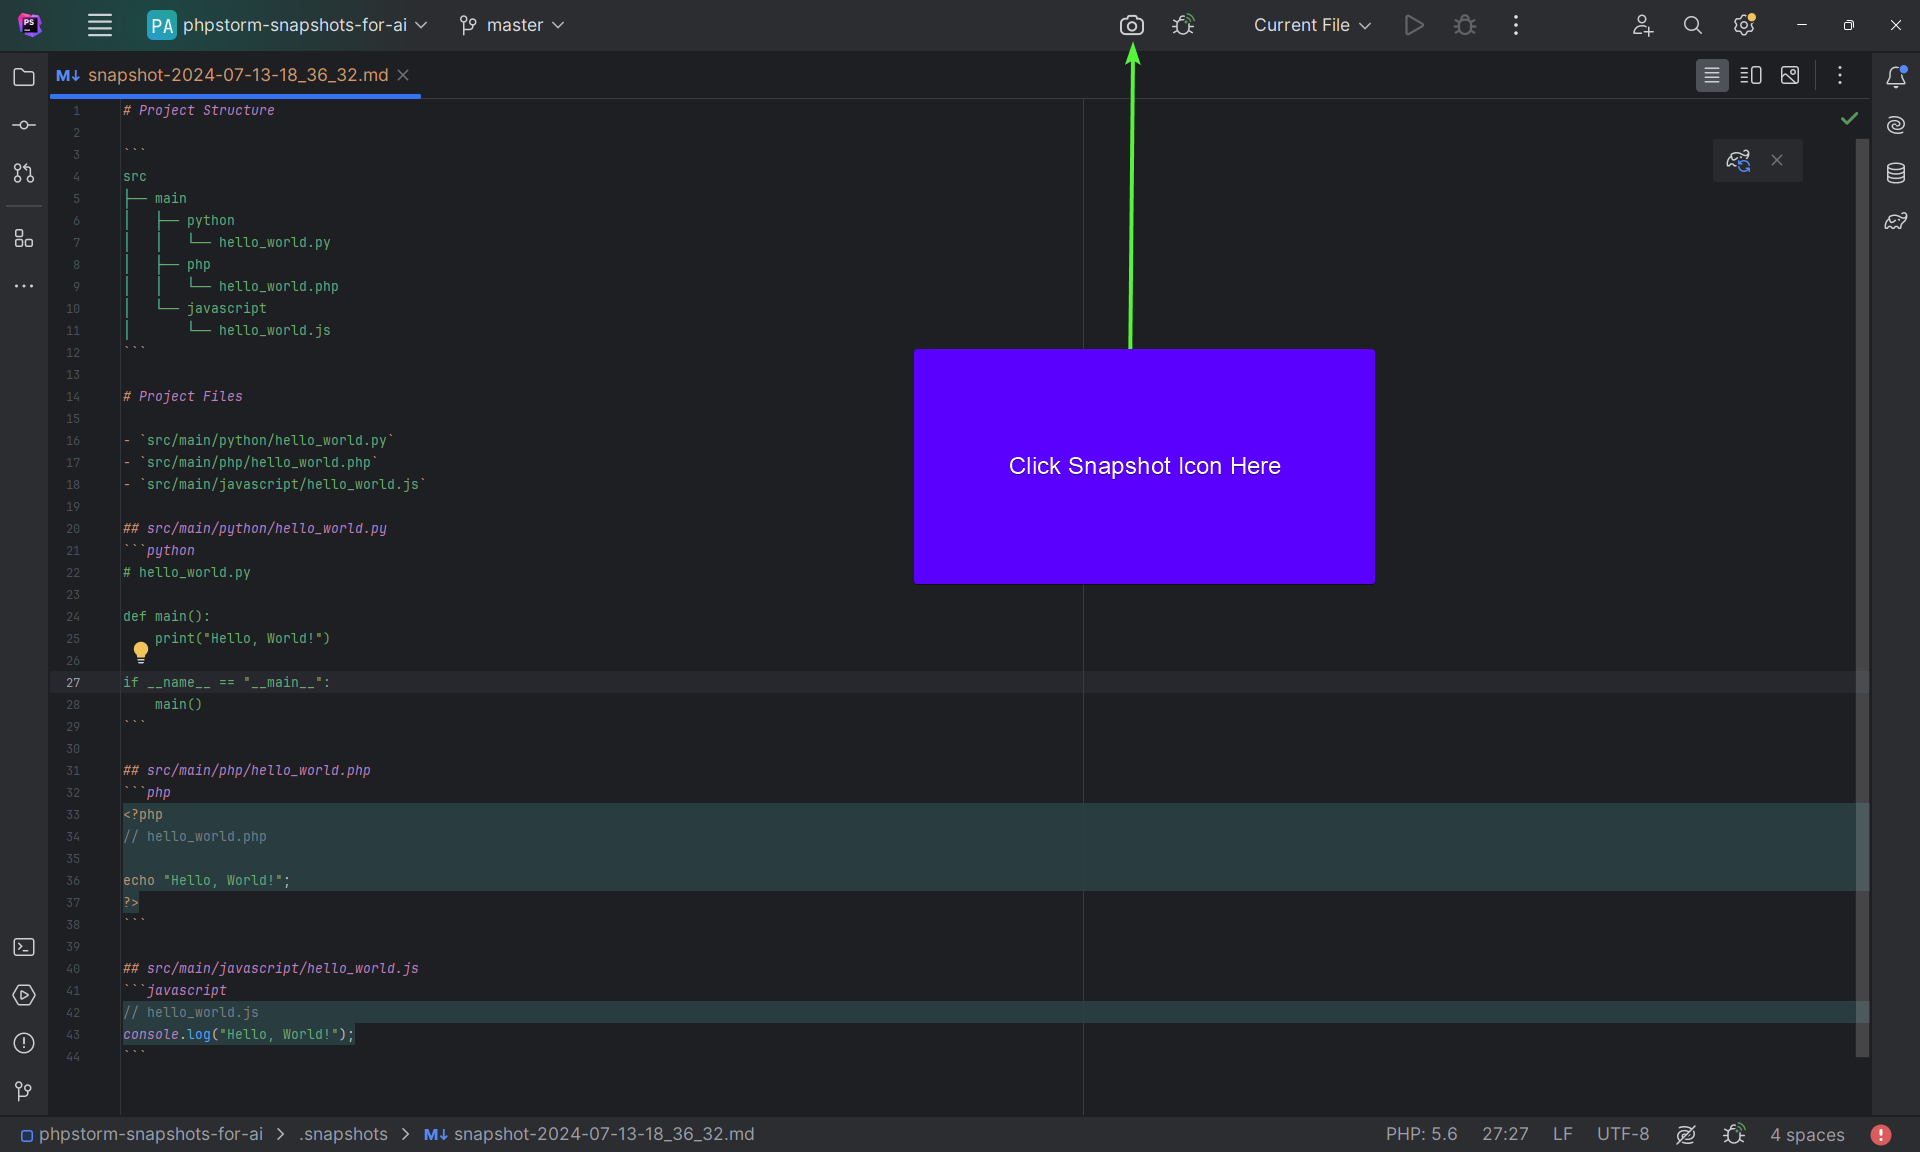 PS
PA phpstorm-snapshots-for-ai master Current File
M↓ snapshot-2024-07-13-18_36_32.md
1 # Project Structure
2
3 ```
4 src
5 ├── main
6 │   ├── python
7 │   │   └── hello_world.py
8 │   ├── php
9 │   │   └── hello_world.php
10 │   └── javascript
11 │       └── hello_world.js
12 ```
13
14 # Project Files
15
16 - `src/main/python/hello_world.py`
17 - `src/main/php/hello_world.php`
18 - `src/main/javascript/hello_world.js`
19
20 ## src/main/python/hello_world.py
21 ```python
22 # hello_world.py
23
24 def main():
25     print("Hello, World!")
26
27 if __name__ == "__main__":
28     main()
29 ```
30
31 ## src/main/php/hello_world.php
32 ```php
33 <?php
34 // hello_world.php
35
36 echo "Hello, World!";
37 ?>
38 ```
39
40 ## src/main/javascript/hello_world.js
41 ```javascript
42 // hello_world.js
43 console.log("Hello, World!");
44 ```
Click Snapshot Icon Here
phpstorm-snapshots-for-ai > .snapshots > M↓ snapshot-2024-07-13-18_36_32.md PHP: 5.6 27:27 LF UTF-8 4 spaces